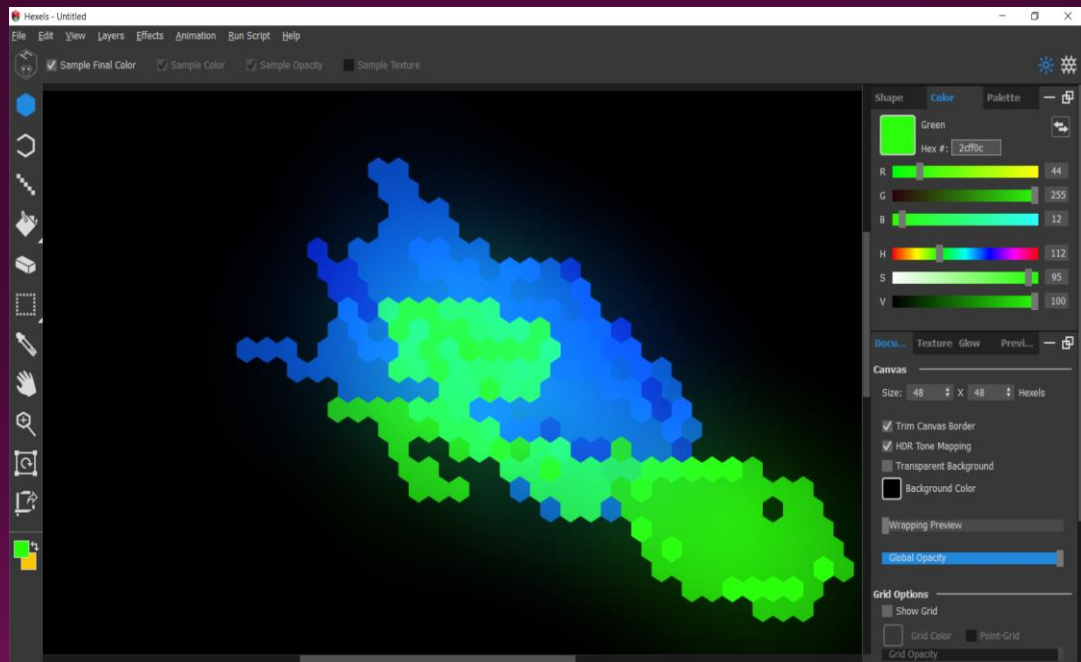 Hexels - Untitled
File Edit View Layers Effects Animation Run Script Help
Sample Final Color Sample Color Sample Opacity Sample Texture
Shape Color Palette
Green
Hex #: 2cff0c
R 44
G 255
B 12
H 112
S 95
V 100
Docu... Texture Glow Previ...
Canvas
Size: 48 X 48 Hexels
Trim Canvas Border
HDR Tone Mapping
Transparent Background
Background Color
Wrapping Preview
Global Opacity
Grid Options
Show Grid
Grid Color Point-Grid
Grid Opacity